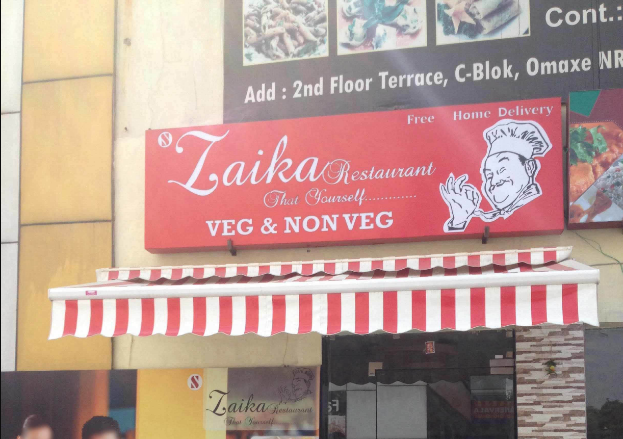 Cont.:
Add : 2nd Floor Terrace, C-Blok, Omaxe NR
Free Home Delivery
Zaika Restaurant
That Yourself............
VEG & NON VEG
Zaika Restaurant
That Yourself